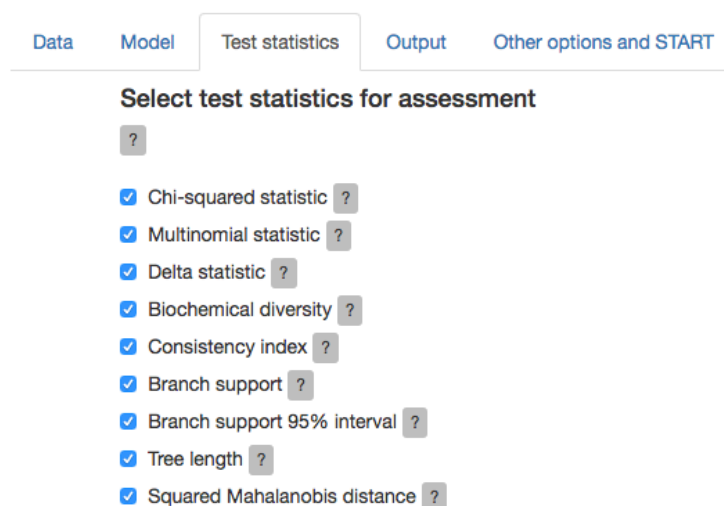 Data Model Test statistics Output Other options and START
Select test statistics for assessment
?
Chi-squared statistic ?
Multinomial statistic ?
Delta statistic ?
Biochemical diversity ?
Consistency index ?
Branch support ?
Branch support 95% interval ?
Tree length ?
Squared Mahalanobis distance ?